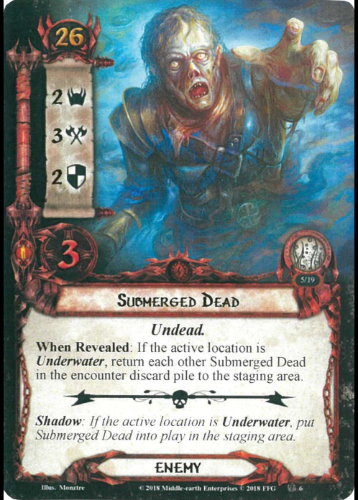 26
2
3
2
3
5/19
Submerged Dead
Undead.
When Revealed: If the active location is
Underwater, return each other Submerged Dead
in the encounter discard pile to the staging area.
Shadow: If the active location is Underwater, put
Submerged Dead into play in the staging area.
ENEMY
Illus. Monztre
© 2018 Middle-earth Enterprises © 2018 FFG
6